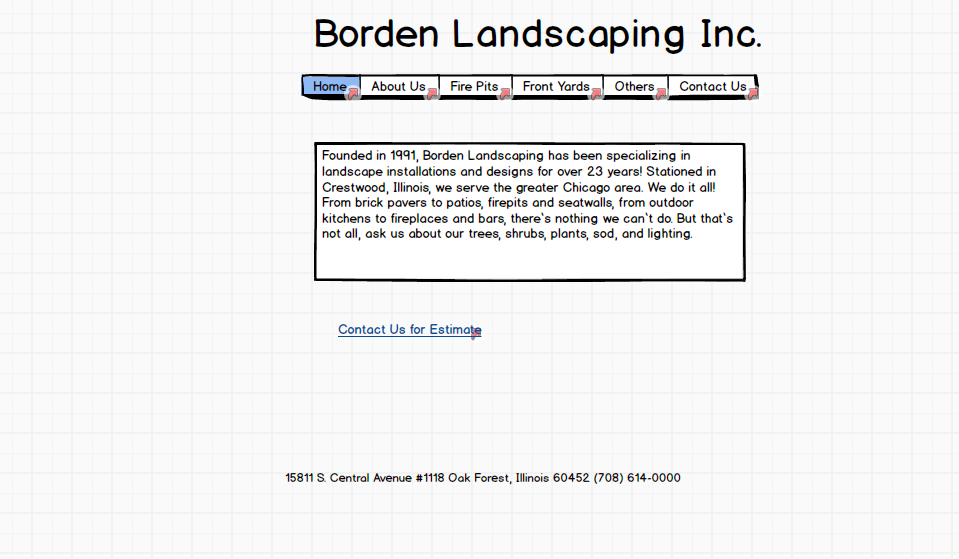 Borden Landscaping Inc.
Home About Us Fire Pits Front Yards Others Contact Us
Founded in 1991, Borden Landscaping has been specializing in
landscape installations and designs for over 23 years! Stationed in
Crestwood, Illinois, we serve the greater Chicago area. We do it all!
From brick pavers to patios, firepits and seatwalls, from outdoor
kitchens to fireplaces and bars, there's nothing we can't do. But that's
not all, ask us about our trees, shrubs, plants, sod, and lighting.
Contact Us for Estimate
15811 S. Central Avenue #1118 Oak Forest, Illinois 60452 (708) 614-0000